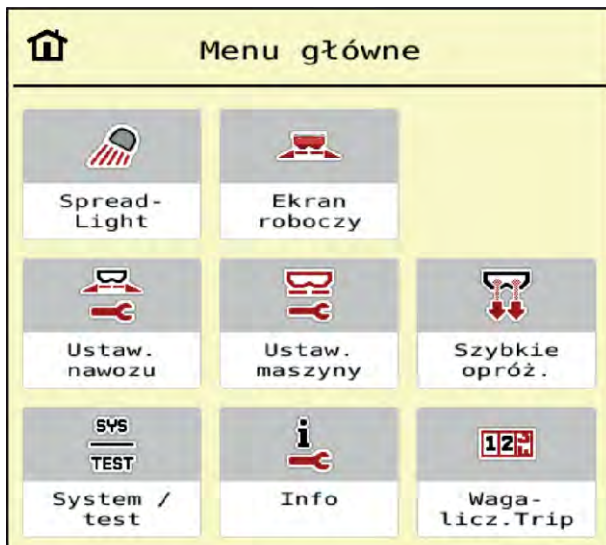 Menu główne
Spread-
Light
Ekran
roboczy
Ustaw.
nawozu
Ustaw.
maszyny
Szybkie
opróż.
SYS
TEST
System /
test
i
Info
123
Waga-
licz.Trip